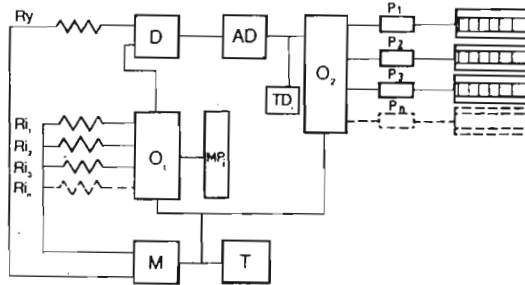 Ry
D
AD
TD
O₂
P₁
P₂
P₃
Pn
Ri₁
Ri₂
Ri₃
Riₙ
O₁
MP₁
M
T